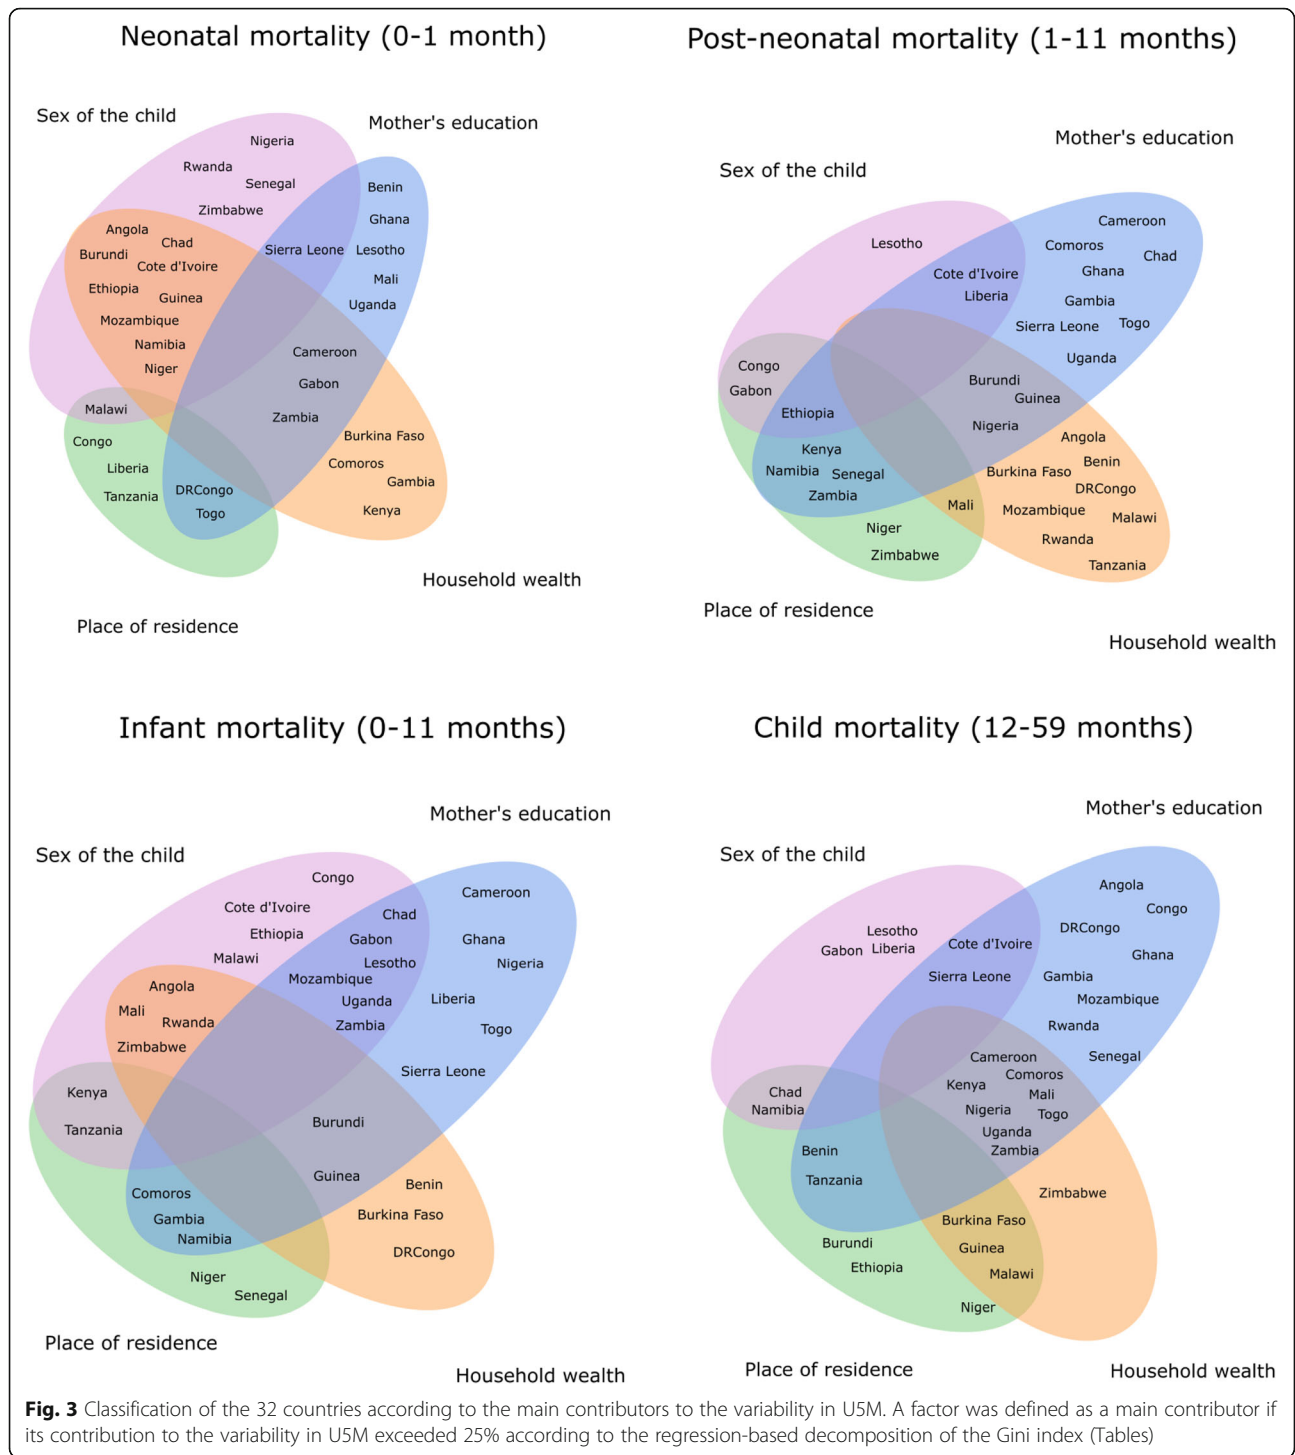 Neonatal mortality (0-1 month)
Sex of the child
Mother's education
Nigeria
Rwanda
Senegal
Zimbabwe
Benin
Ghana
Sierra Leone
Lesotho
Mali
Uganda
Angola
Chad
Burundi
Cote d'Ivoire
Ethiopia
Guinea
Mozambique
Namibia
Niger
Cameroon
Gabon
Zambia
Malawi
Congo
Liberia
Tanzania
DRCongo
Togo
Burkina Faso
Comoros
Gambia
Kenya
Household wealth
Place of residence
Post-neonatal mortality (1-11 months)
Mother's education
Sex of the child
Lesotho
Cameroon
Comoros
Chad
Ghana
Cote d'Ivoire
Liberia
Gambia
Sierra Leone
Togo
Uganda
Congo
Gabon
Ethiopia
Burundi
Guinea
Nigeria
Kenya
Namibia
Senegal
Zambia
Angola
Benin
Burkina Faso
DRCongo
Mali
Mozambique
Malawi
Niger
Rwanda
Zimbabwe
Tanzania
Place of residence
Household wealth
Infant mortality (0-11 months)
Mother's education
Sex of the child
Congo
Cote d'Ivoire
Ethiopia
Malawi
Chad
Gabon
Lesotho
Mozambique
Uganda
Zambia
Cameroon
Ghana
Nigeria
Liberia
Togo
Sierra Leone
Angola
Mali
Rwanda
Zimbabwe
Kenya
Tanzania
Burundi
Guinea
Comoros
Gambia
Namibia
Benin
Burkina Faso
DRCongo
Niger
Senegal
Place of residence
Household wealth
Child mortality (12-59 months)
Mother's education
Sex of the child
Angola
Congo
DRCongo
Ghana
Lesotho
Gabon
Liberia
Cote d'Ivoire
Sierra Leone
Gambia
Mozambique
Rwanda
Senegal
Cameroon
Comoros
Kenya
Mali
Nigeria
Togo
Uganda
Zambia
Chad
Namibia
Benin
Tanzania
Zimbabwe
Burkina Faso
Guinea
Malawi
Burundi
Ethiopia
Niger
Place of residence
Household wealth
Fig. 3 Classification of the 32 countries according to the main contributors to the variability in U5M. A factor was defined as a main contributor if
its contribution to the variability in U5M exceeded 25% according to the regression-based decomposition of the Gini index (Tables)